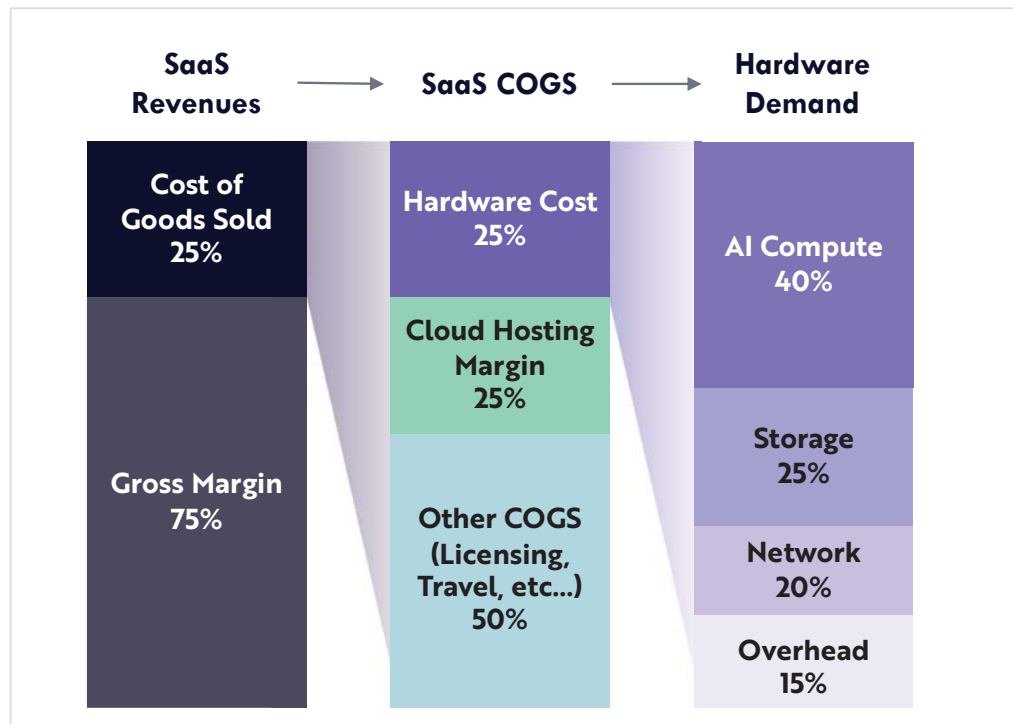 SaaS
Revenues
SaaS COGS
Hardware
Demand
Cost of
Goods Sold
25%
Gross Margin
75%
Hardware Cost
25%
Cloud Hosting
Margin
25%
Other COGS
(Licensing,
Travel, etc...)
50%
AI Compute
40%
Storage
25%
Network
20%
Overhead
15%